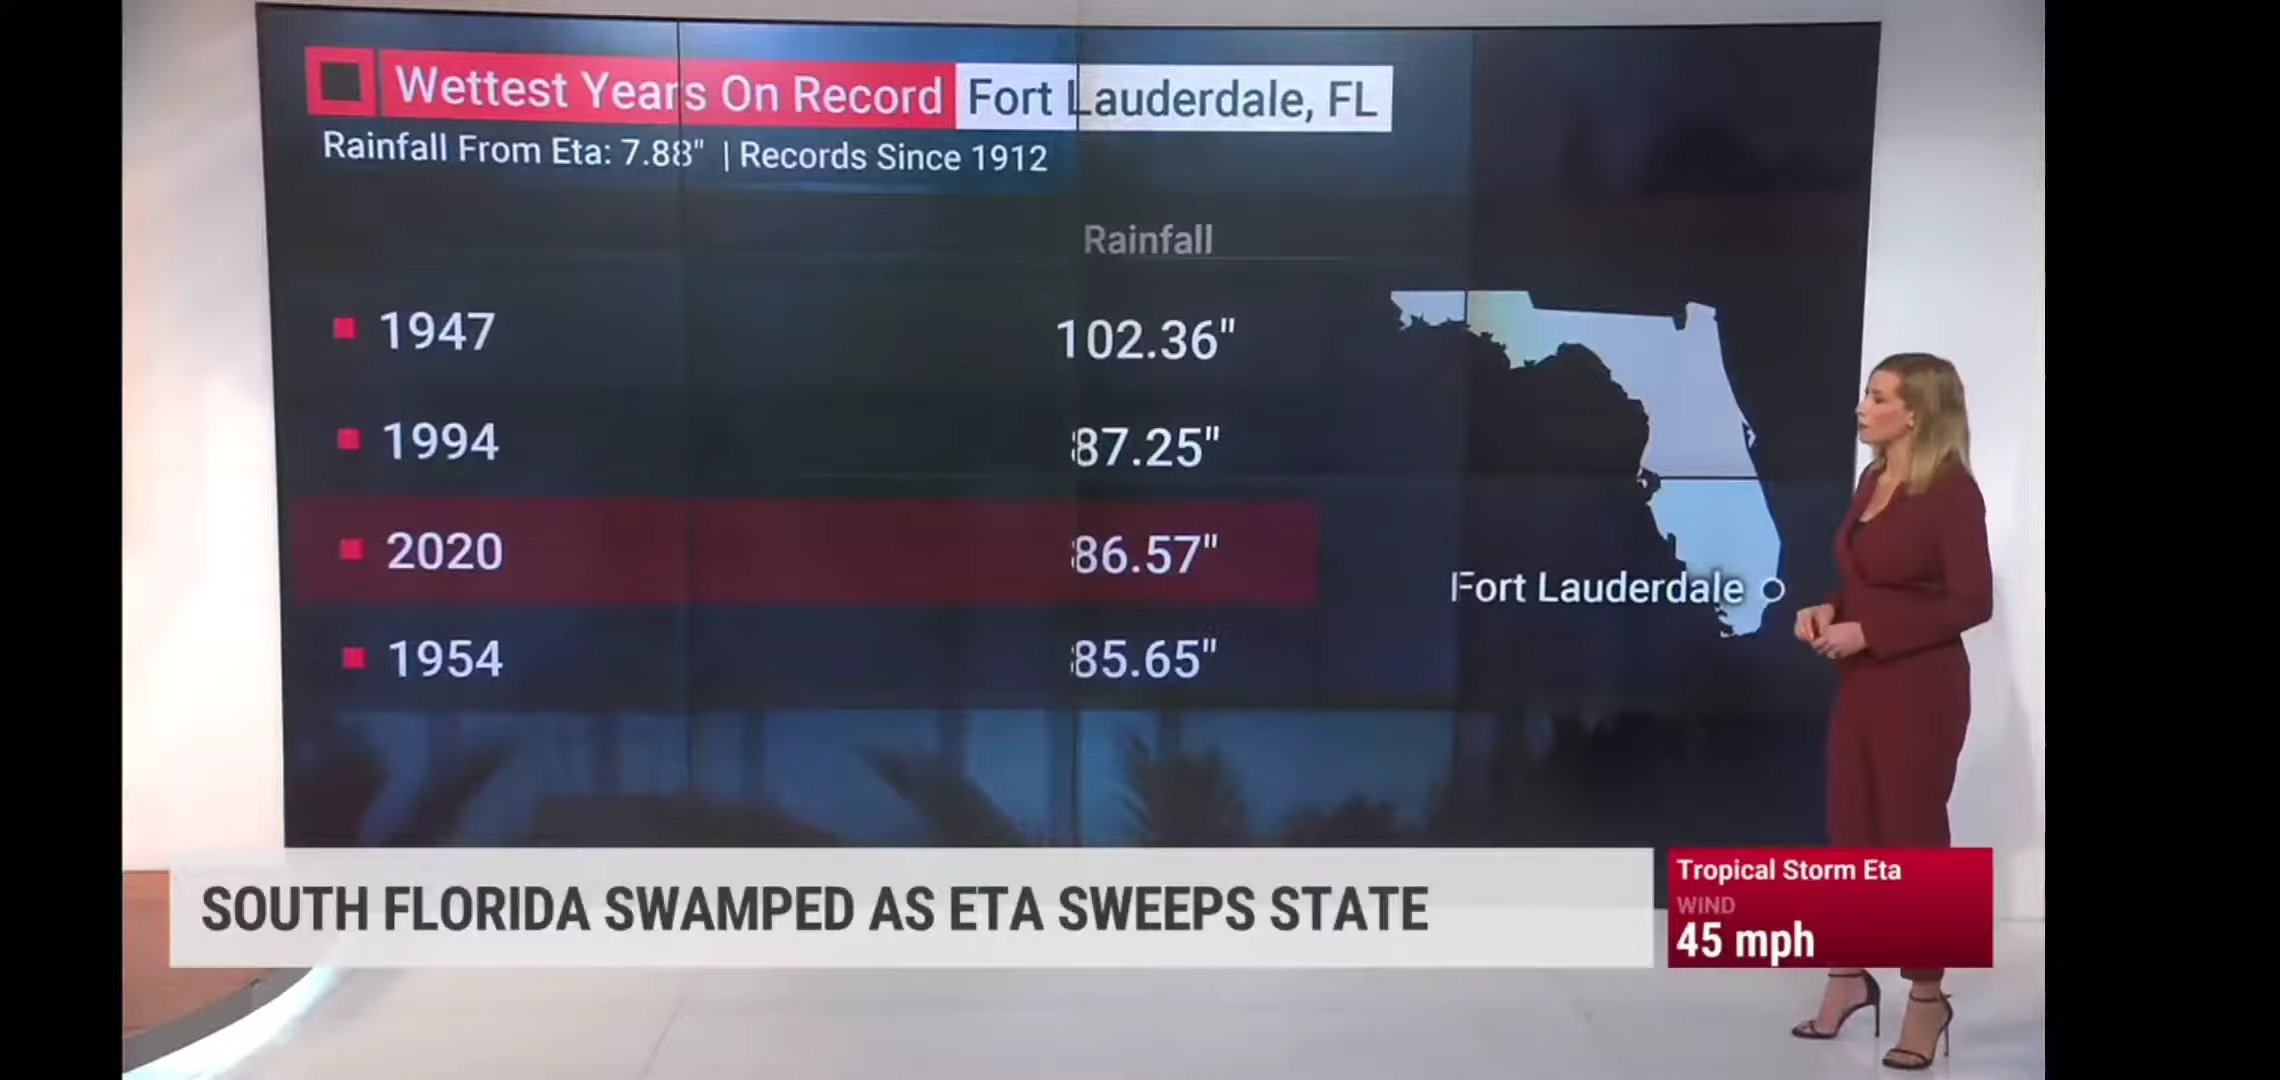 Wettest Years On Record Fort Lauderdale, FL
Rainfall From Eta: 7.88" | Records Since 1912
Rainfall
1947 102.36"
1994 87.25"
2020 86.57"
1954 85.65"
Fort Lauderdale
SOUTH FLORIDA SWAMPED AS ETA SWEEPS STATE
Tropical Storm Eta
WIND
45 mph